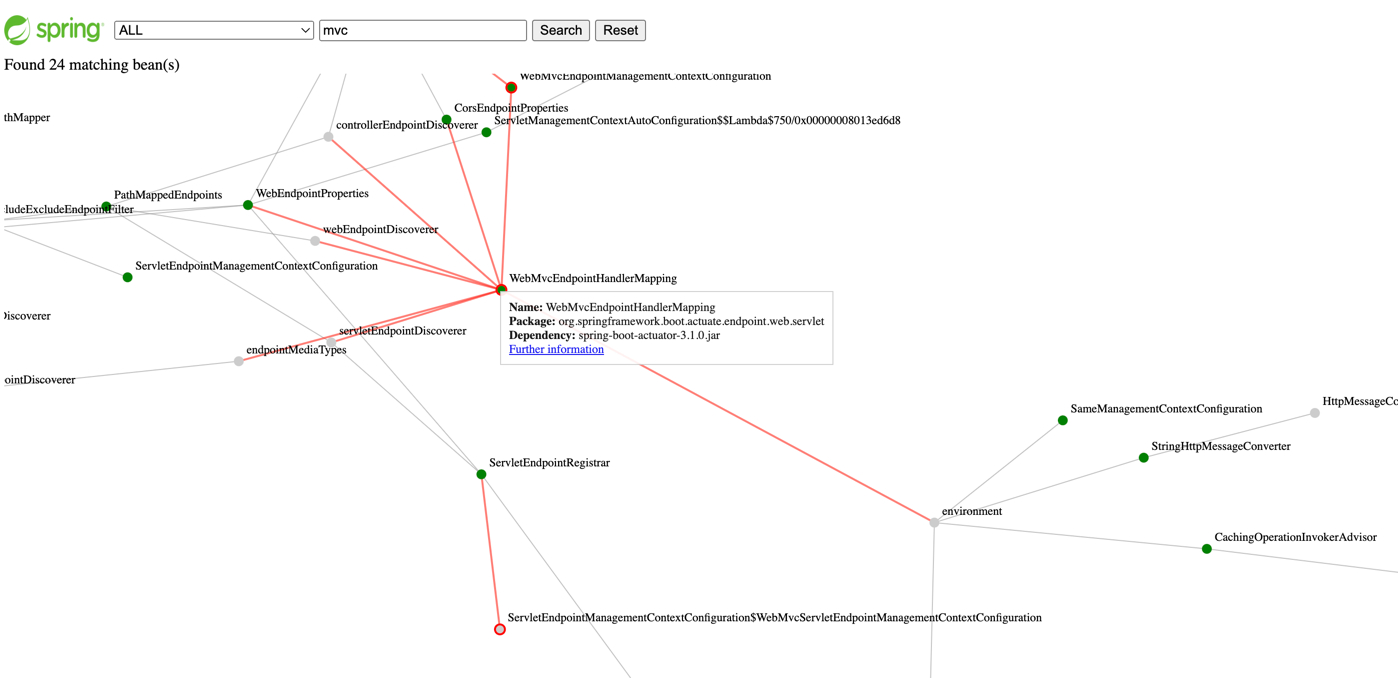 spring
ALL
mvc
Search
Reset
Found 24 matching bean(s)
WebMvcEndpointManagementContextConfiguration
CorsEndpointProperties
thMapper
ServletManagementContextAutoConfiguration$$Lambda$750/0x00000008013ed6d8
controllerEndpointDiscoverer
PathMappedEndpoints
WebEndpointProperties
ludeExcludeEndpointFilter
webEndpointDiscoverer
ServletEndpointManagementContextConfiguration
WebMvcEndpointHandlerMapping
Name: WebMvcEndpointHandlerMapping
Package: org.springframework.boot.actuate.endpoint.web.servlet
Dependency: spring-boot-actuator-3.1.0.jar
Further information
Discoverer
servletEndpointDiscoverer
endpointMediaTypes
ointDiscoverer
HttpMessageCo
SameManagementContextConfiguration
StringHttpMessageConverter
ServletEndpointRegistrar
environment
CachingOperationInvokerAdvisor
ServletEndpointManagementContextConfiguration$WebMvcServletEndpointManagementContextConfiguration